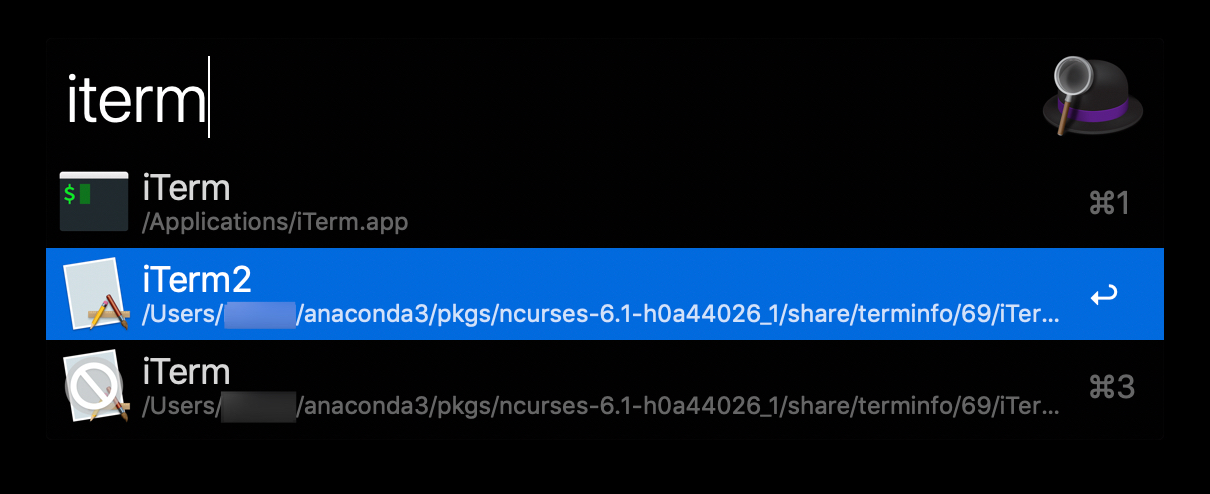 iterm
$
iTerm
/Applications/iTerm.app
⌘1
iTerm2
/Users/ /anaconda3/pkgs/ncurses-6.1-h0a44026_1/share/terminfo/69/iTer...
iTerm
/Users/ /anaconda3/pkgs/ncurses-6.1-h0a44026_1/share/terminfo/69/iTer...
⌘3